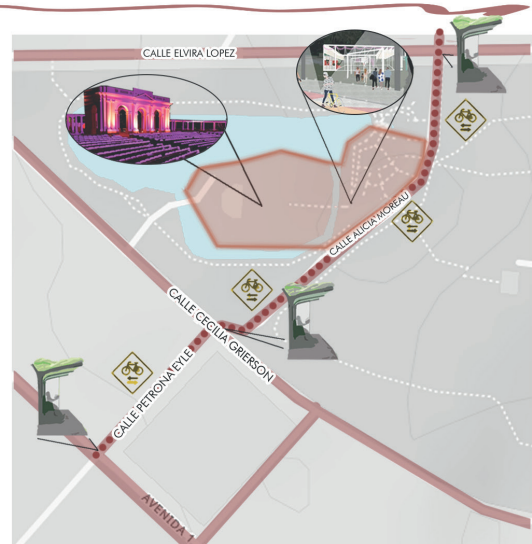 CALLE ELVIRA LOPEZ
CALLE ALICIA MOREAU
CALLE CECILIA GRIERSON
CALLE PETRONA EYLE
AVENIDA 1